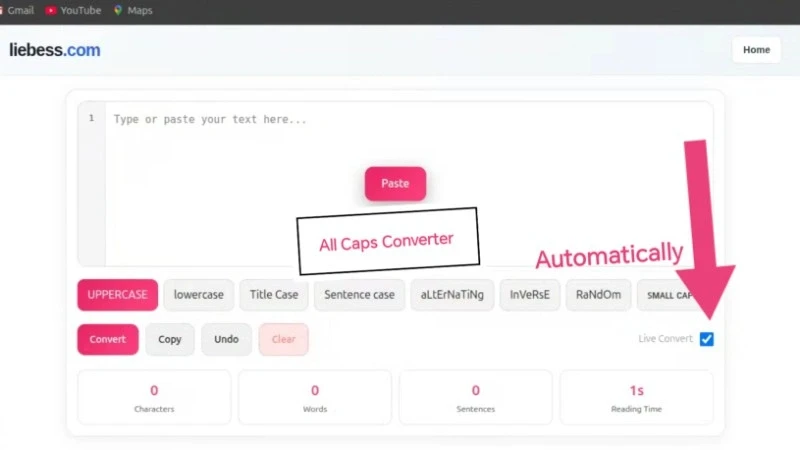 Gmail YouTube Maps
liebess.com Home
1 Type or paste your text here...
Paste
All Caps Converter
Automatically
UPPERCASE lowercase Title Case Sentence case aLtErNaTiNg InVeRsE RaNdOm SMALL CAP
Convert Copy Undo Clear Live Convert
0 0 0 1s
Characters Words Sentences Reading Time